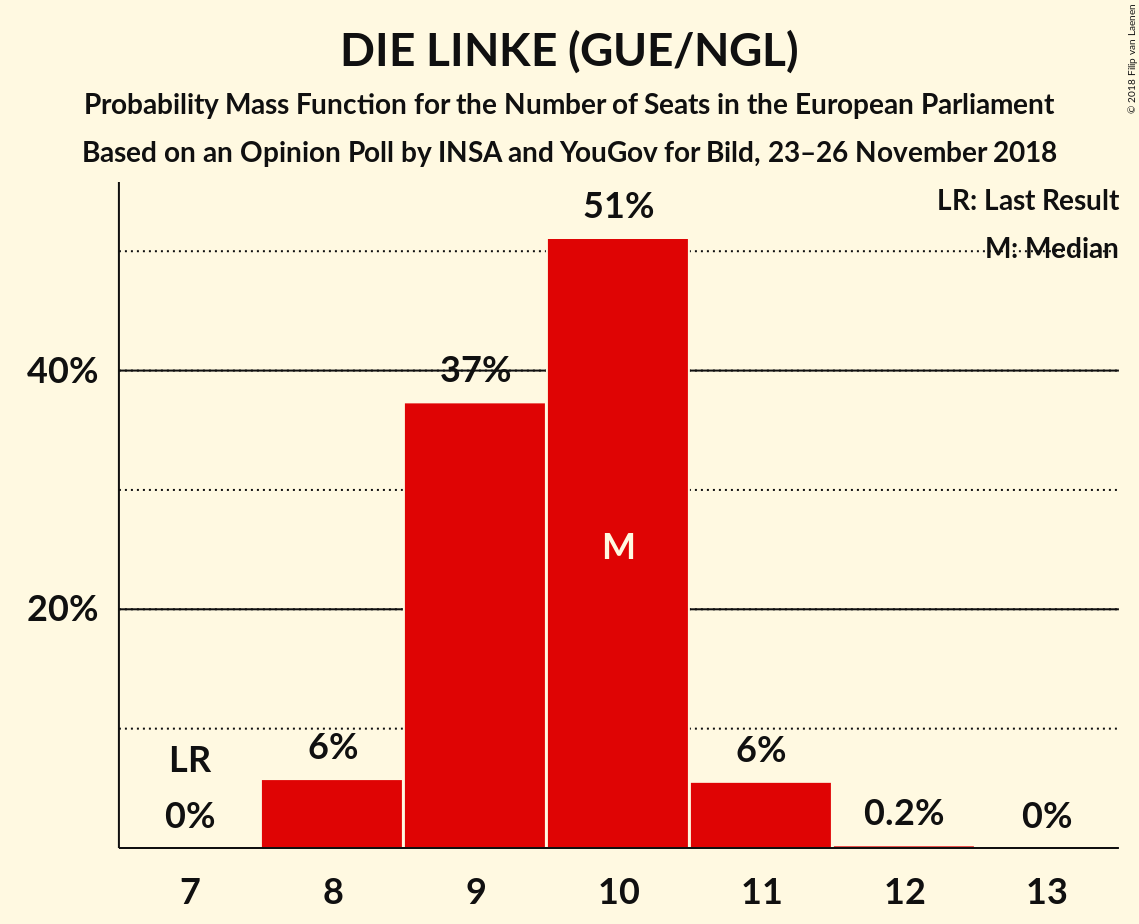 DIE LINKE (GUE/NGL)
Probability Mass Function for the Number of Seats in the European Parliament
Based on an Opinion Poll by INSA and YouGov for Bild, 23–26 November 2018
© 2018 Filip van Laenen
LR: Last Result
M: Median
51%
40%
37%
M
20%
LR
6%
6%
0%
0.2%
0%
7 8 9 10 11 12 13